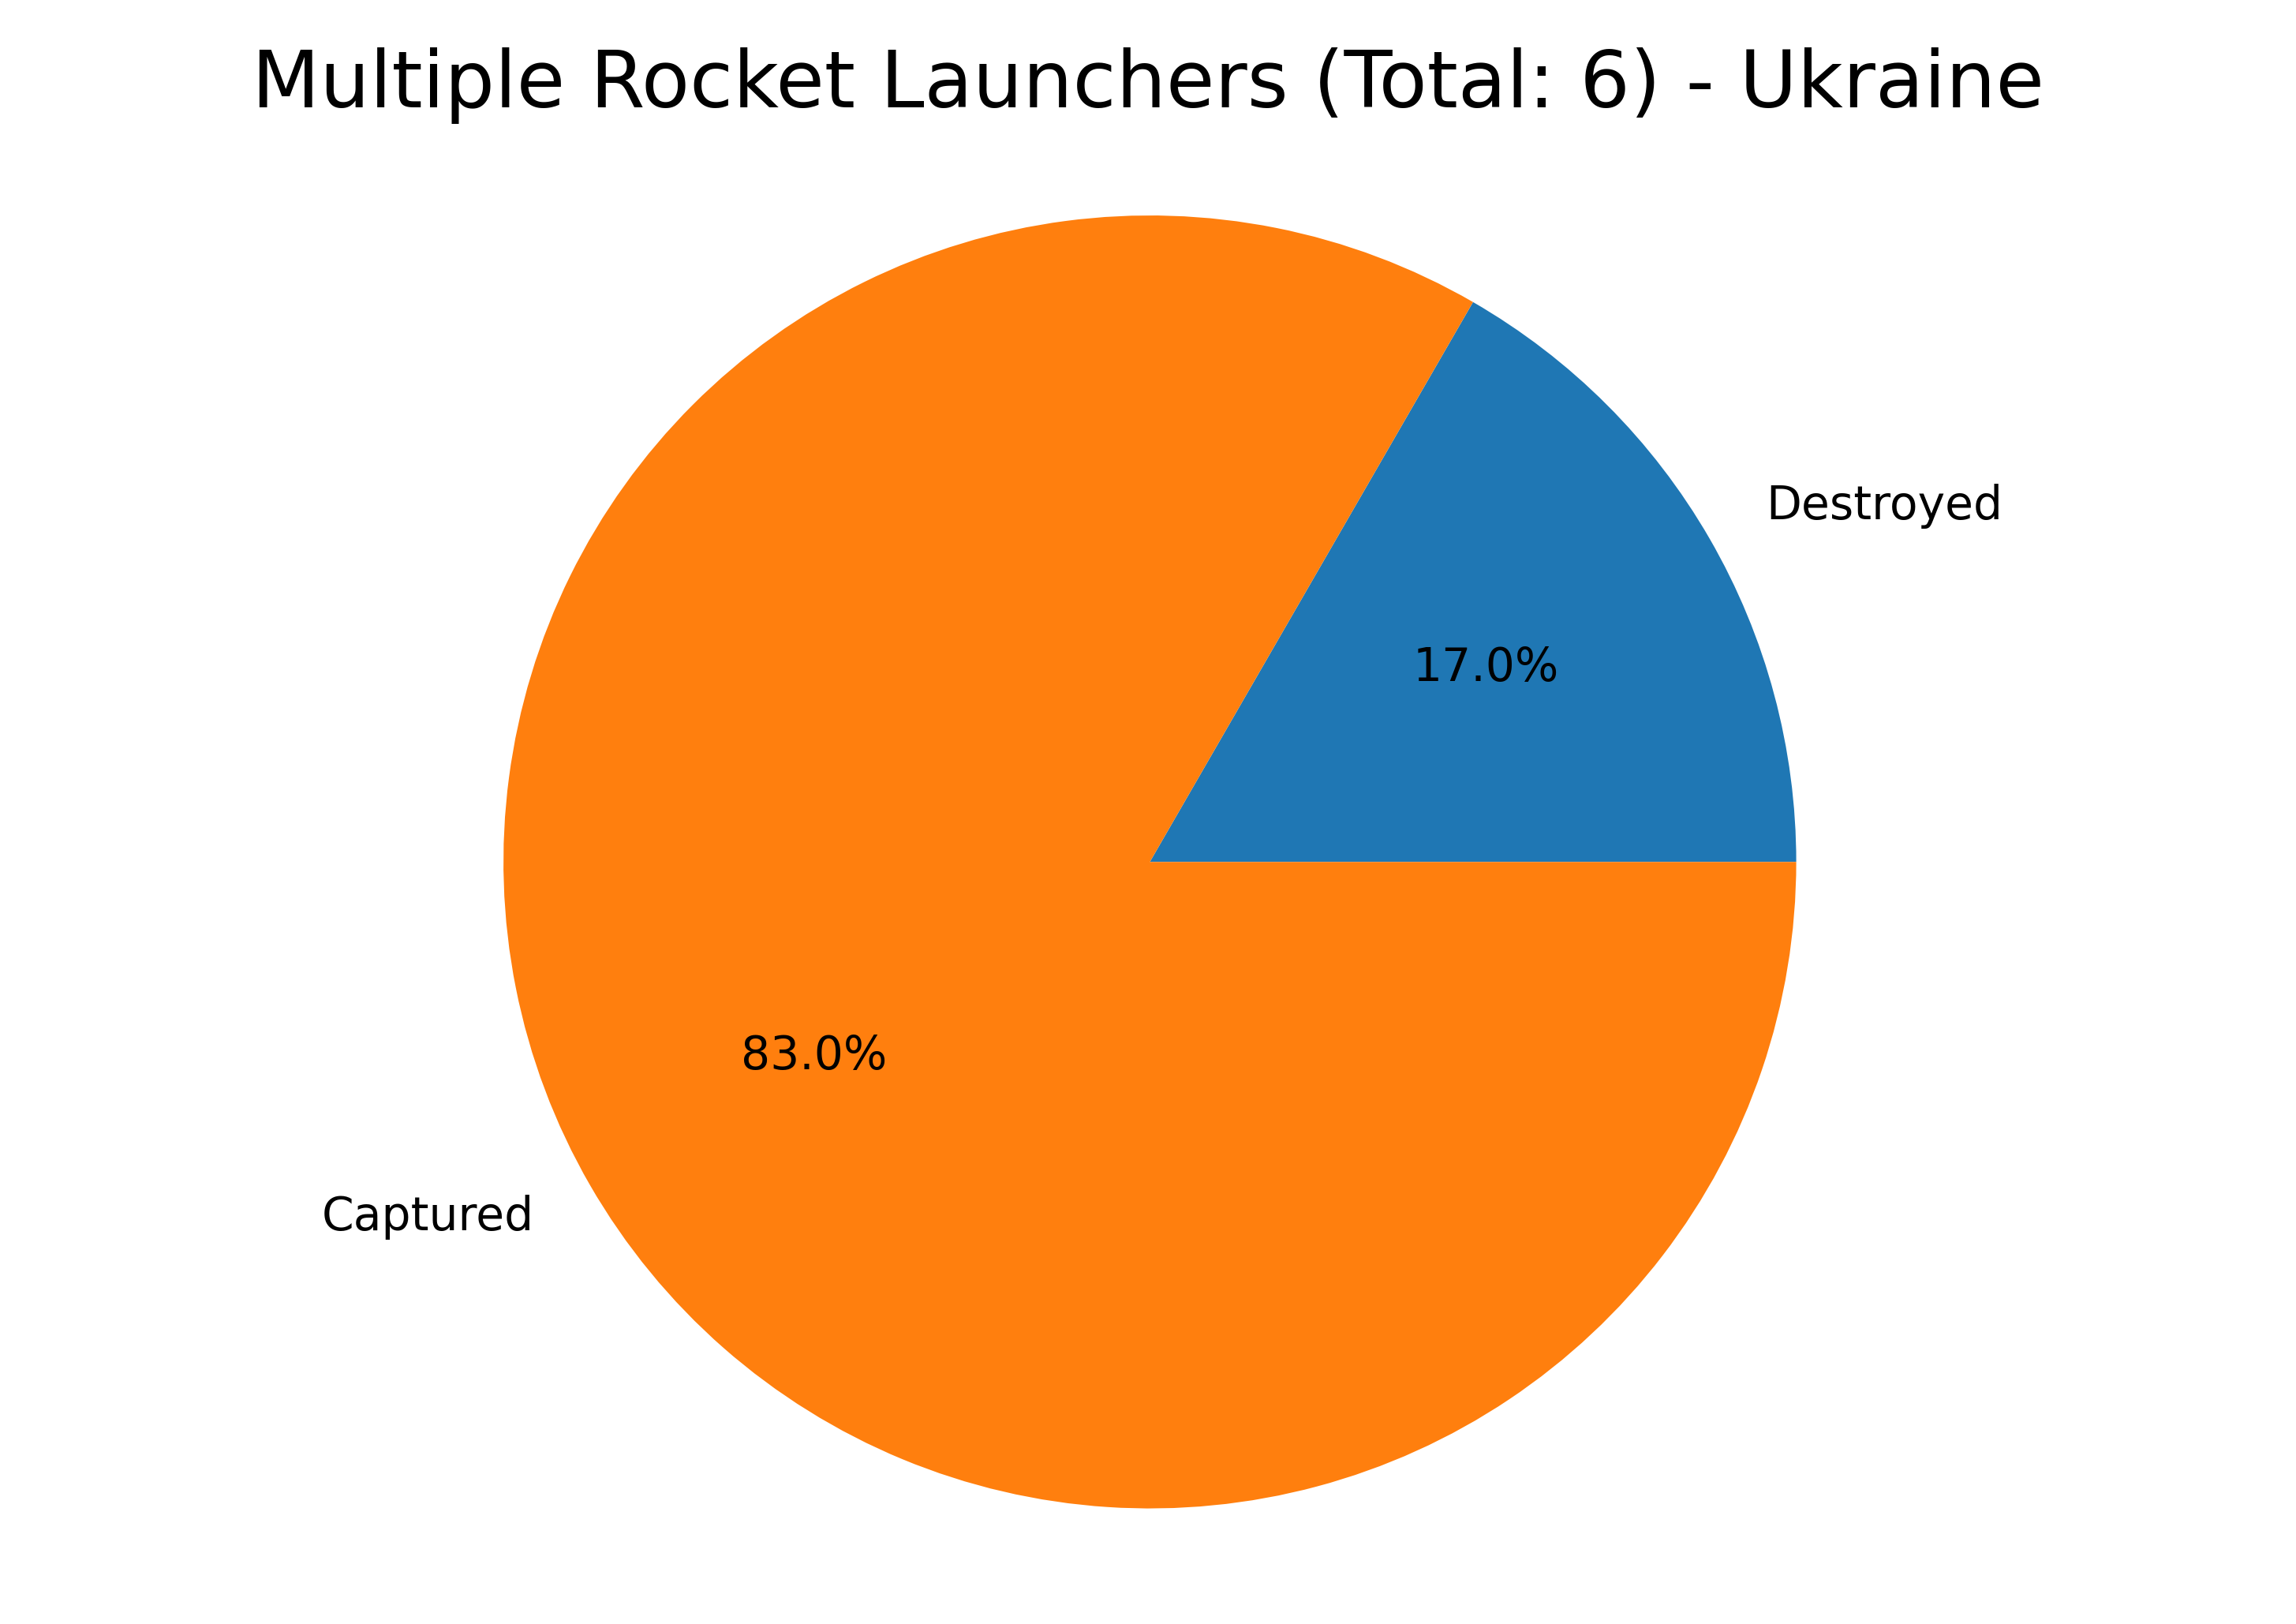 Multiple Rocket Launchers (Total: 6) - Ukraine
Destroyed
17.0%
83.0%
Captured